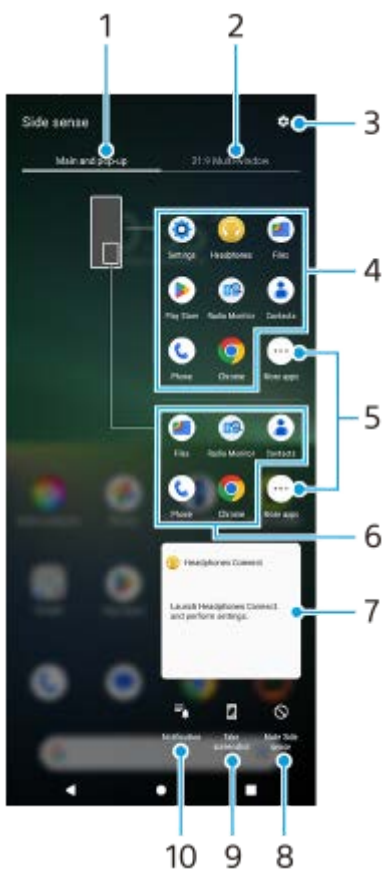 1
2
Side sense
3
Main and pop-up
21:9 Multi-window
Settings
Headphones
Files
4
Play Store
Radio Monitor
Contacts
Phone
Chrome
More apps
5
Files
Radio Monitor
Contacts
Phone
Chrome
More apps
6
Headphones Connect
Launch Headphones Connect
and perform settings.
7
Notification
Take
screenshot
Mute Side
sense
10
9
8